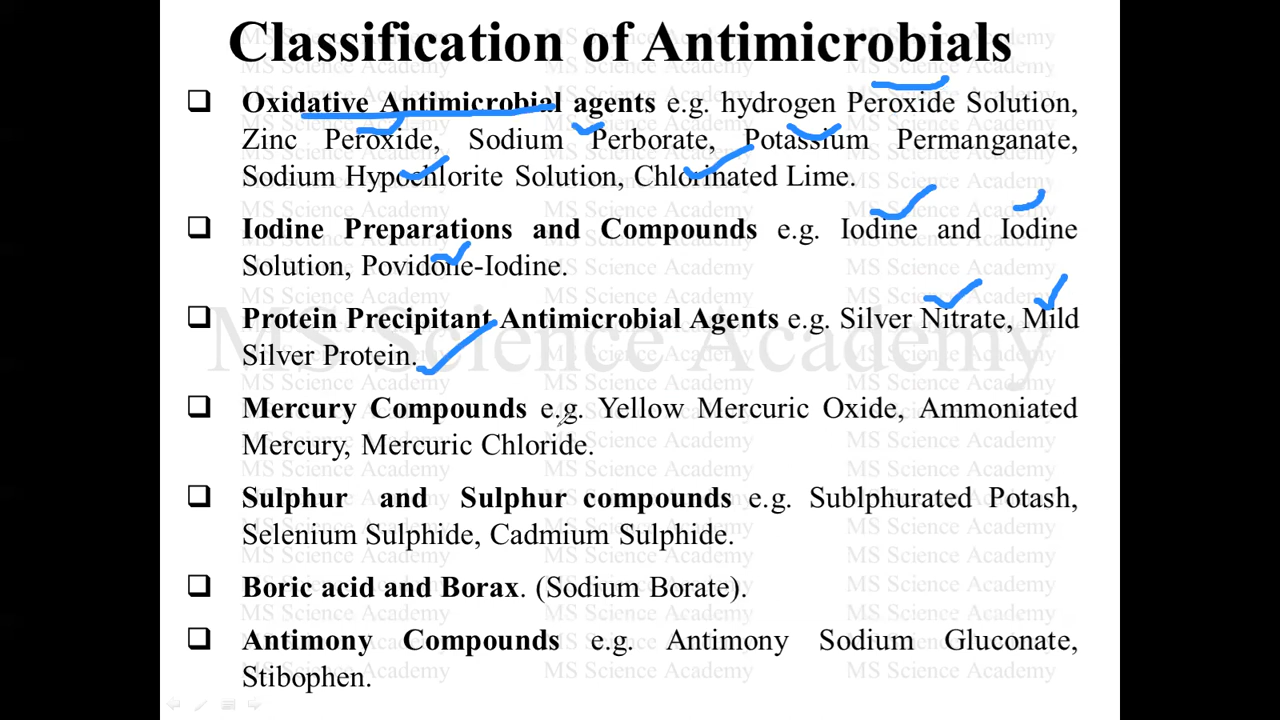 Classification of Antimicrobials
❑ Oxidative Antimicrobial agents e.g. hydrogen Peroxide Solution,
Zinc Peroxide, Sodium Perborate, Potassium Permanganate,
Sodium Hypochlorite Solution, Chlorinated Lime.
❑ Iodine Preparations and Compounds e.g. Iodine and Iodine
Solution, Povidone-Iodine.
❑ Protein Precipitant Antimicrobial Agents e.g. Silver Nitrate, Mild
Silver Protein.
❑ Mercury Compounds e.g. Yellow Mercuric Oxide, Ammoniated
Mercury, Mercuric Chloride.
❑ Sulphur and Sulphur compounds e.g. Sublphurated Potash,
Selenium Sulphide, Cadmium Sulphide.
❑ Boric acid and Borax. (Sodium Borate).
❑ Antimony Compounds e.g. Antimony Sodium Gluconate,
Stibophen.
MS Science Academy